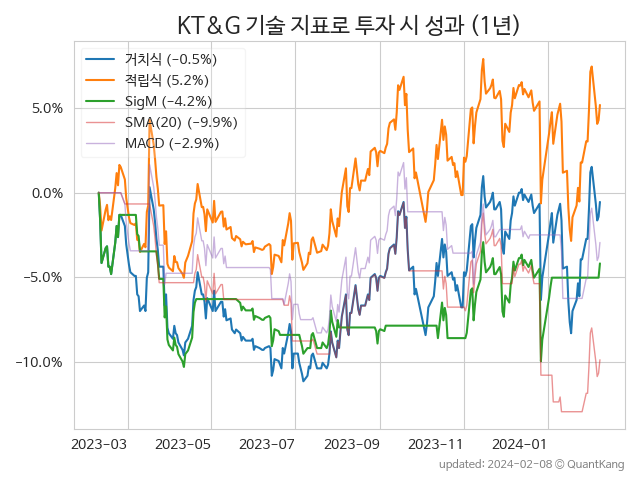 KT&G 기술 지표로 투자 시 성과 (1년)
거치식 (−0.5%)
적립식 (5.2%)
SigM (−4.2%)
SMA(20) (−9.9%)
MACD (−2.9%)
5.0%
0.0%
−5.0%
−10.0%
2023-03 2023-05 2023-07 2023-09 2023-11 2024-01
updated: 2024-02-08 © QuantKang